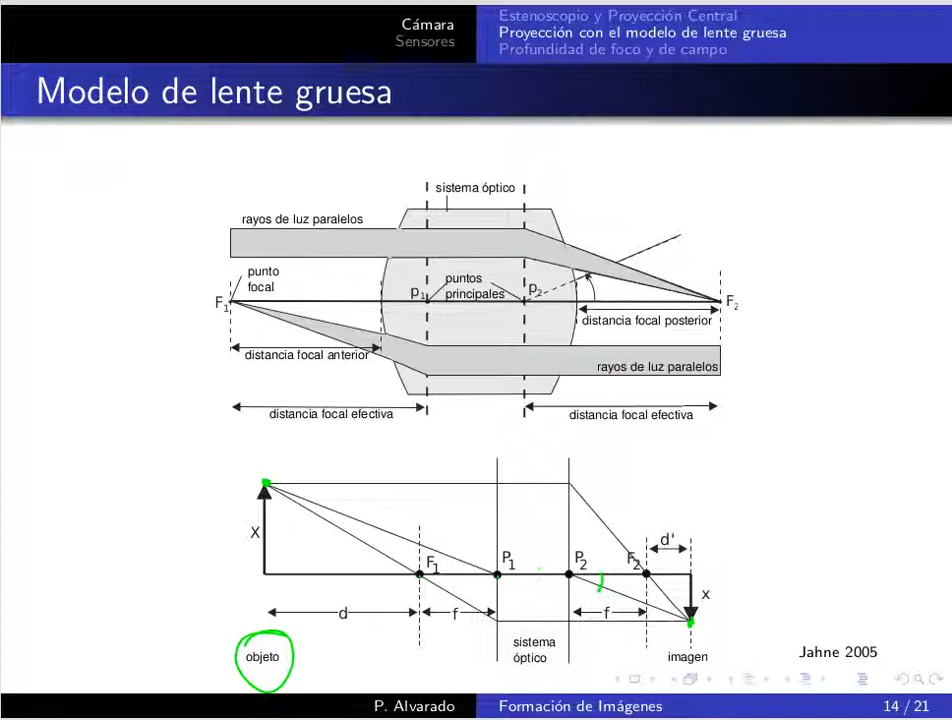 Cámara
Sensores
Estenoscopio y Proyección Central
Proyección con el modelo de lente gruesa
Profundidad de foco y de campo
Modelo de lente gruesa
sistema óptico
rayos de luz paralelos
punto
focal
puntos
principales
p1
p2
F1
F2
distancia focal posterior
distancia focal anterior
rayos de luz paralelos
distancia focal efectiva
distancia focal efectiva
X
F1
P1
P2
F2
d'
x
d
f
f
objeto
sistema
óptico
imagen
Jahne 2005
P. Alvarado
Formación de Imágenes
14 / 21